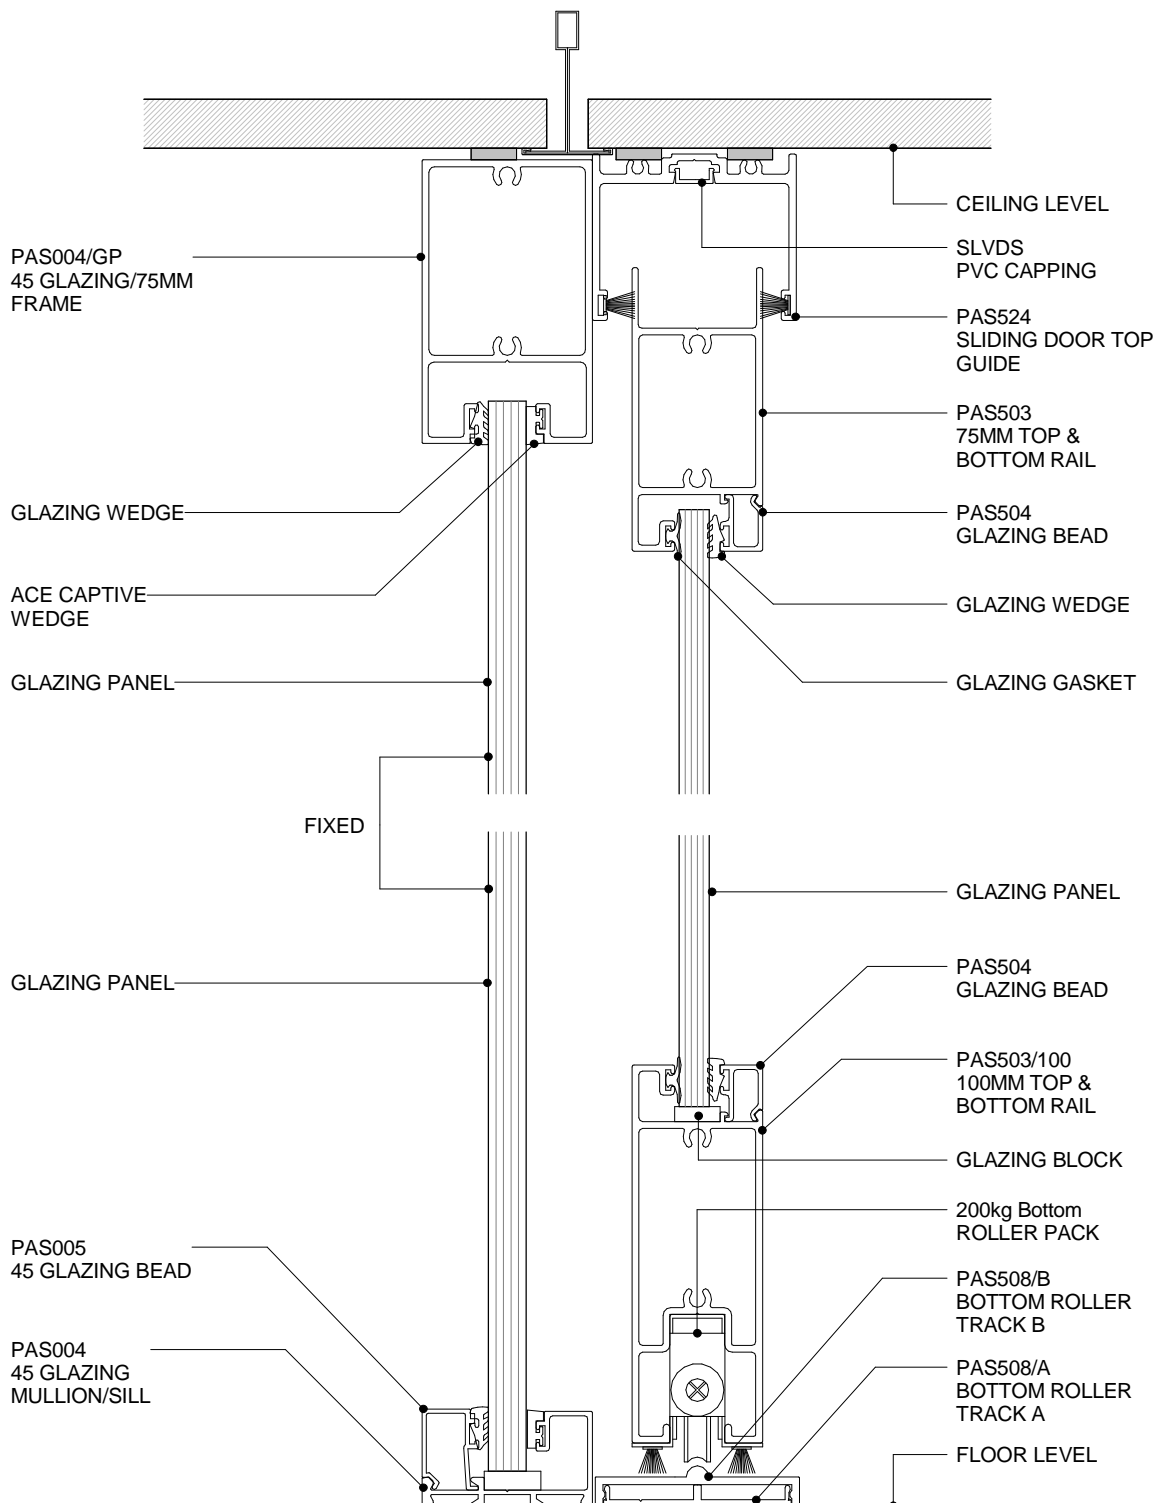 CEILING LEVEL
SLVDS
PVC CAPPING
PAS004/GP
45 GLAZING/75MM
FRAME
PAS524
SLIDING DOOR TOP
GUIDE
PAS503
75MM TOP &
BOTTOM RAIL
GLAZING WEDGE
PAS504
GLAZING BEAD
ACE CAPTIVE
WEDGE
GLAZING WEDGE
GLAZING PANEL
GLAZING GASKET
FIXED
GLAZING PANEL
GLAZING PANEL
PAS504
GLAZING BEAD
PAS503/100
100MM TOP &
BOTTOM RAIL
GLAZING BLOCK
200kg Bottom
ROLLER PACK
PAS005
45 GLAZING BEAD
PAS508/B
BOTTOM ROLLER
TRACK B
PAS004
45 GLAZING
MULLION/SILL
PAS508/A
BOTTOM ROLLER
TRACK A
FLOOR LEVEL